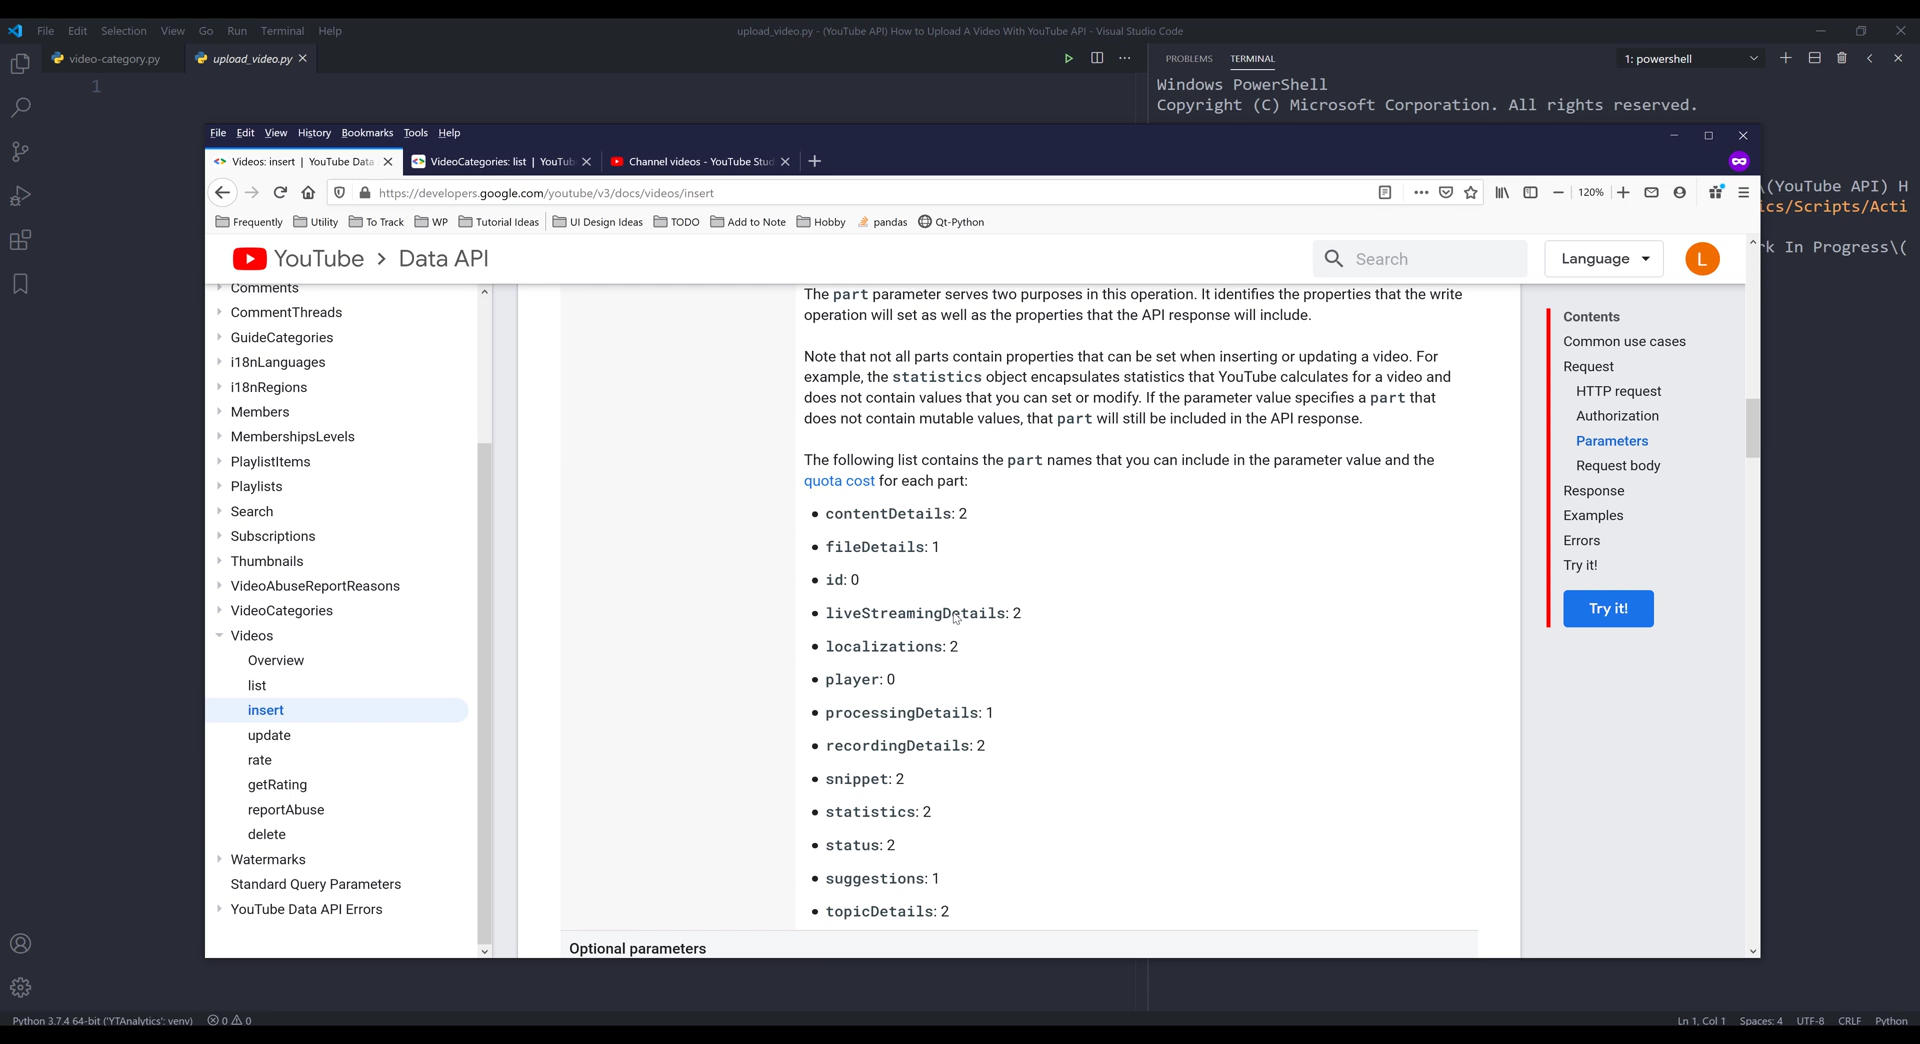 File Edit Selection View Go Run Terminal Help
upload_video.py - (YouTube API) How to Upload A Video With YouTube API - Visual Studio Code
video-category.py
upload_video.py
PROBLEMS
TERMINAL
1: powershell
1
Windows PowerShell
Copyright (C) Microsoft Corporation. All rights reserved.
\(YouTube API) H
ics/Scripts/Acti
rk In Progress\(
File Edit View History Bookmarks Tools Help
Videos: insert | YouTube Data
VideoCategories: list | YouTub
Channel videos - YouTube Stud
https://developers.google.com/youtube/v3/docs/videos/insert
120%
Frequently Utility To Track WP Tutorial Ideas UI Design Ideas TODO Add to Note Hobby pandas Qt-Python
YouTube > Data API
Search
Language
L
Comments
CommentThreads
GuideCategories
i18nLanguages
i18nRegions
Members
MembershipsLevels
PlaylistItems
Playlists
Search
Subscriptions
Thumbnails
VideoAbuseReportReasons
VideoCategories
Videos
Overview
list
insert
update
rate
getRating
reportAbuse
delete
Watermarks
Standard Query Parameters
YouTube Data API Errors
The part parameter serves two purposes in this operation. It identifies the properties that the write
operation will set as well as the properties that the API response will include.
Note that not all parts contain properties that can be set when inserting or updating a video. For
example, the statistics object encapsulates statistics that YouTube calculates for a video and
does not contain values that you can set or modify. If the parameter value specifies a part that
does not contain mutable values, that part will still be included in the API response.
The following list contains the part names that you can include in the parameter value and the
quota cost for each part:
• contentDetails: 2
• fileDetails: 1
• id: 0
• liveStreamingDetails: 2
• localizations: 2
• player: 0
• processingDetails: 1
• recordingDetails: 2
• snippet: 2
• statistics: 2
• status: 2
• suggestions: 1
• topicDetails: 2
Optional parameters
Contents
Common use cases
Request
HTTP request
Authorization
Parameters
Request body
Response
Examples
Errors
Try it!
Try it!
Python 3.7.4 64-bit ('YTAnalytics': venv) 0 0
Ln 1, Col 1 Spaces: 4 UTF-8 CRLF Python